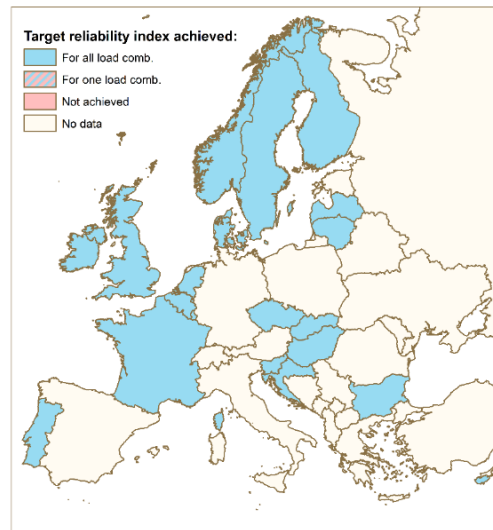 Target reliability index achieved:
For all load comb.
For one load comb.
Not achieved
No data